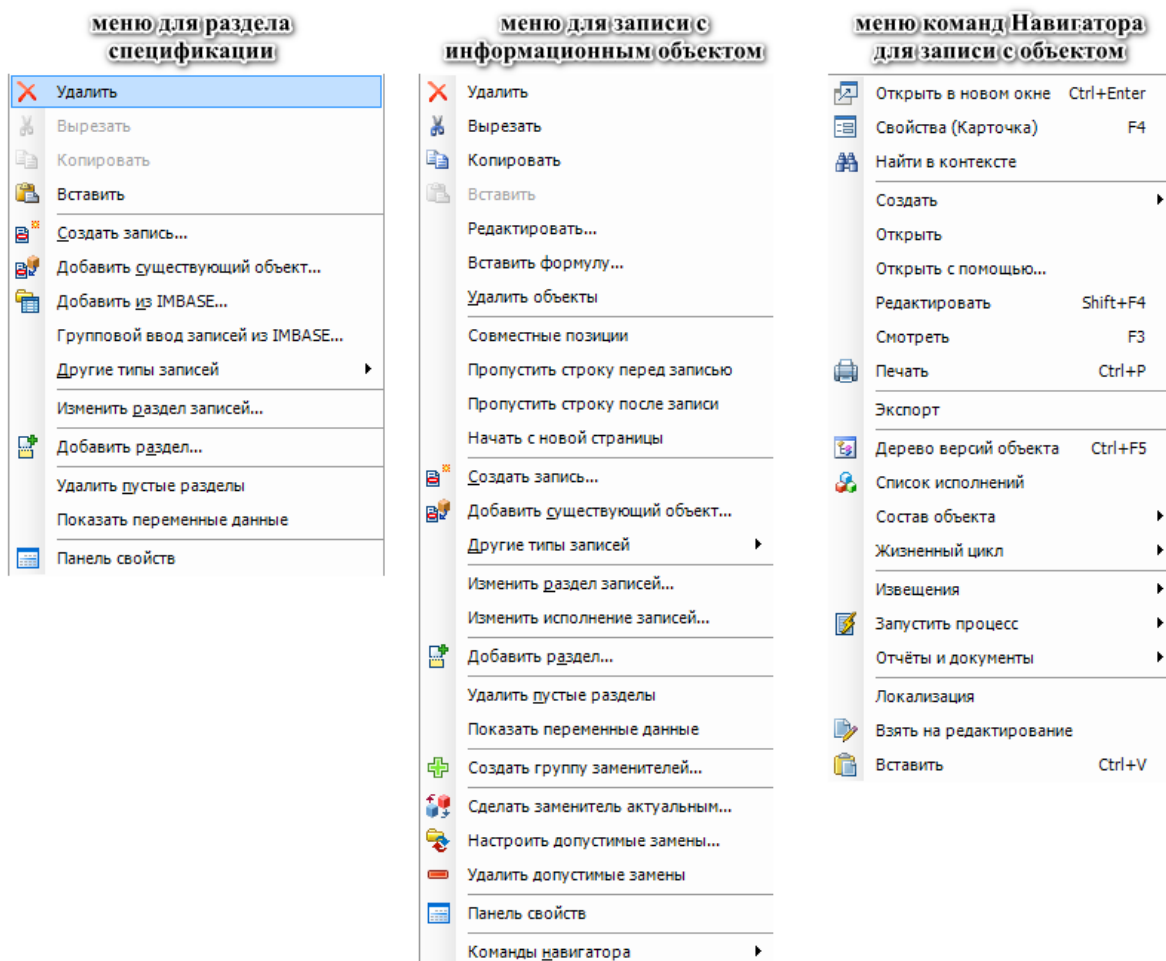 меню для раздела
спецификации
Удалить
Вырезать
Копировать
Вставить
Создать запись...
Добавить существующий объект...
Добавить из IMBASE...
Групповой ввод записей из IMBASE...
Другие типы записей
Изменить раздел записей...
Добавить раздел...
Удалить пустые разделы
Показать переменные данные
Панель свойств
меню для записи с
информационным объектом
Удалить
Вырезать
Копировать
Вставить
Редактировать...
Вставить формулу...
Удалить объекты
Совместные позиции
Пропустить строку перед записью
Пропустить строку после записи
Начать с новой страницы
Создать запись...
Добавить существующий объект...
Другие типы записей
Изменить раздел записей...
Изменить исполнение записей...
Добавить раздел...
Удалить пустые разделы
Показать переменные данные
Создать группу заменителей...
Сделать заменитель актуальным...
Настроить допустимые замены...
Удалить допустимые замены
Панель свойств
Команды навигатора
меню команд Навигатора
для записи с объектом
Открыть в новом окне Ctrl+Enter
Свойства (Карточка) F4
Найти в контексте
Создать
Открыть
Открыть с помощью...
Редактировать Shift+F4
Смотреть F3
Печать Ctrl+P
Экспорт
Дерево версий объекта Ctrl+F5
Список исполнений
Состав объекта
Жизненный цикл
Извещения
Запустить процесс
Отчёты и документы
Локализация
Взять на редактирование
Вставить Ctrl+V